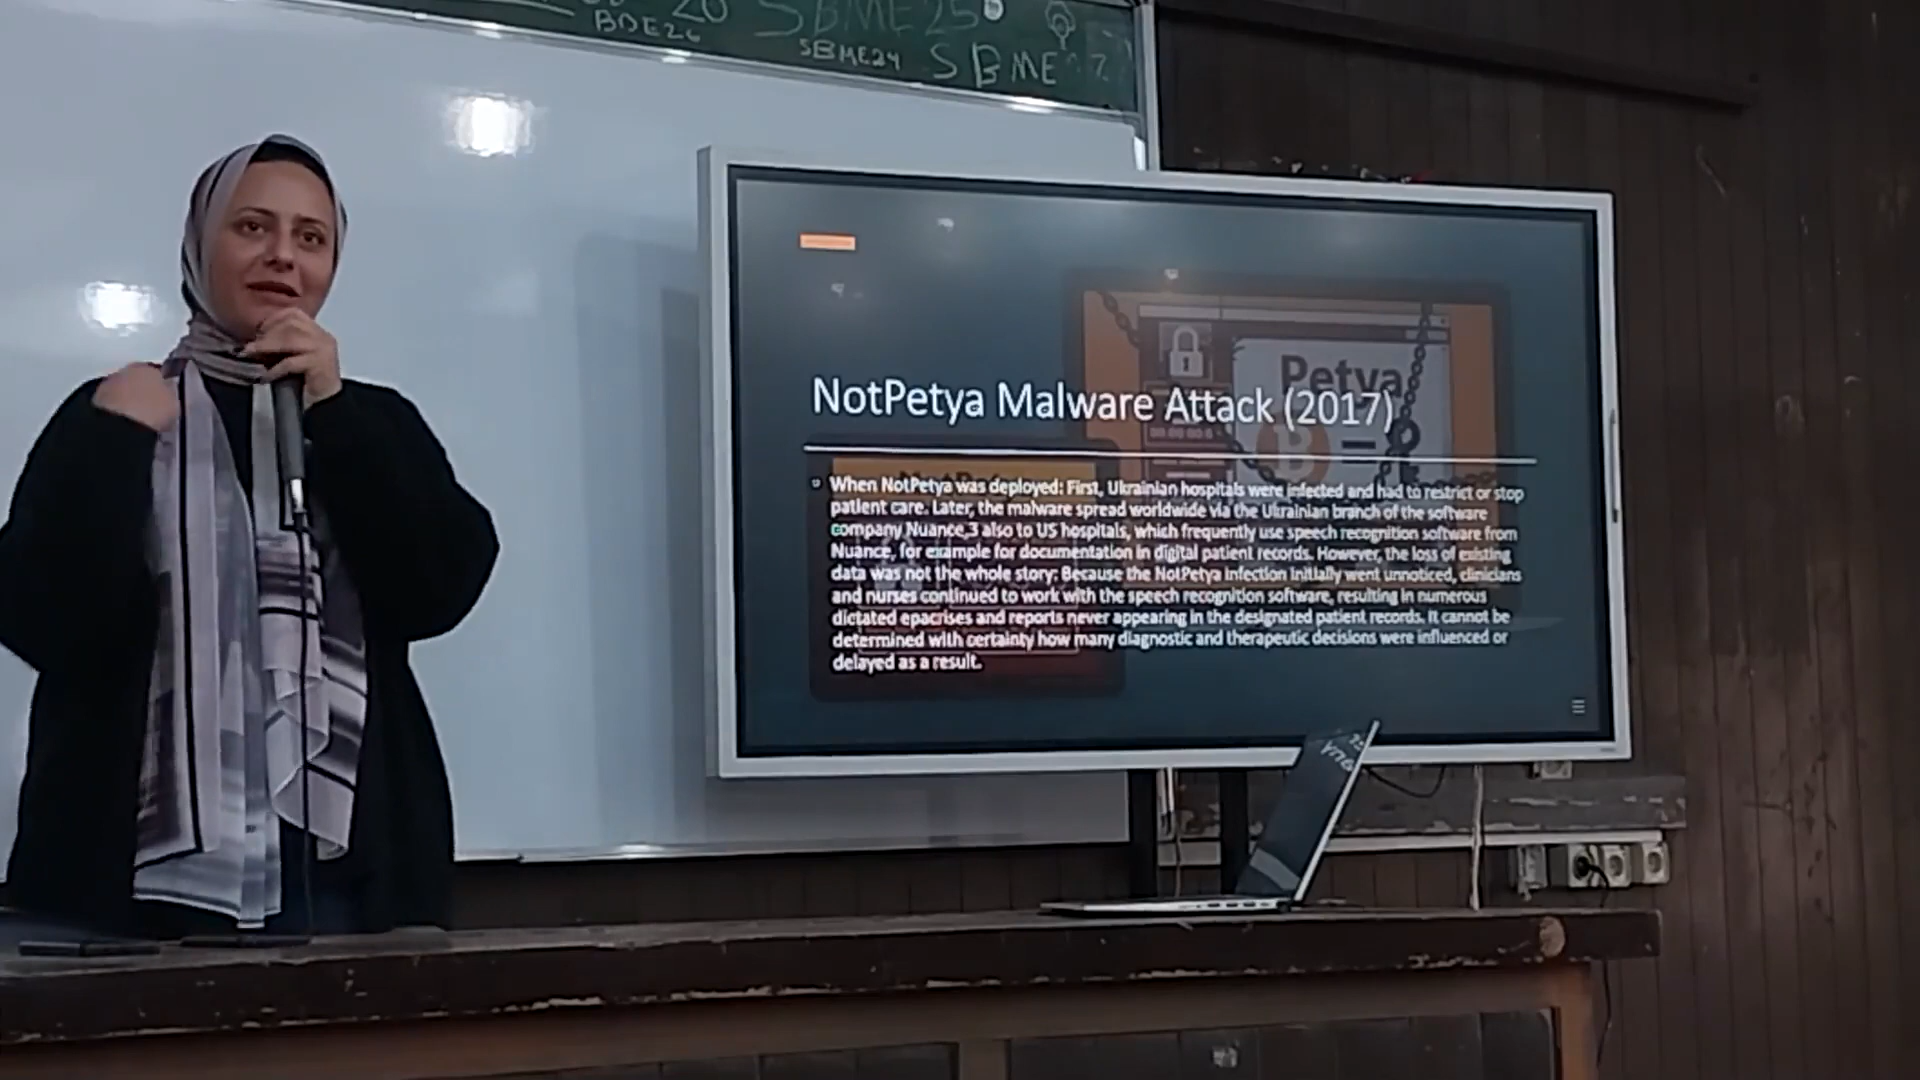 20
SBME25
BDE26
SBME24
SBME
Petya
NotPetya Malware Attack (2017)
When NotPetya was deployed: First, Ukrainian hospitals were infected and had to restrict or stop
patient care. Later, the malware spread worldwide via the Ukrainian branch of the software
company Nuance,3 also to US hospitals, which frequently use speech recognition software from
Nuance, for example for documentation in digital patient records. However, the loss of existing
data was not the whole story: Because the NotPetya infection initially went unnoticed, clinicians
and nurses continued to work with the speech recognition software, resulting in numerous
dictated epacrises and reports never appearing in the designated patient records. It cannot be
determined with certainty how many diagnostic and therapeutic decisions were influenced or
delayed as a result.